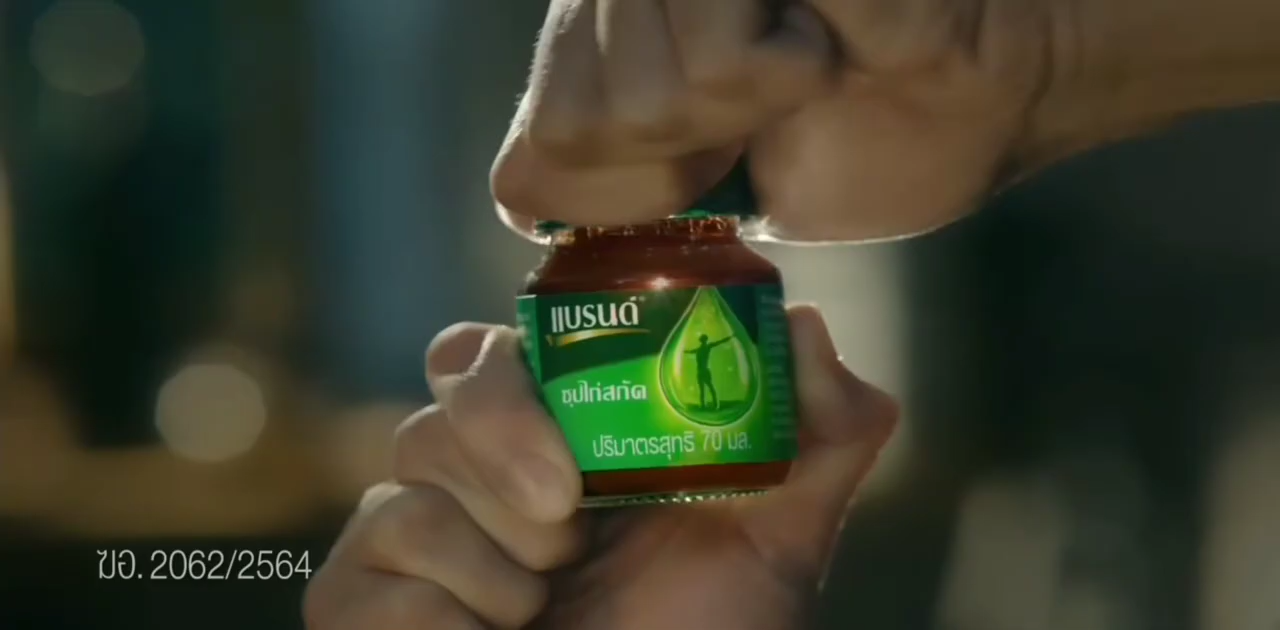 แบรนด์®
ซุปไก่สกัด
ปริมาตรสุทธิ 70 มล.
ฆอ. 2062/2564